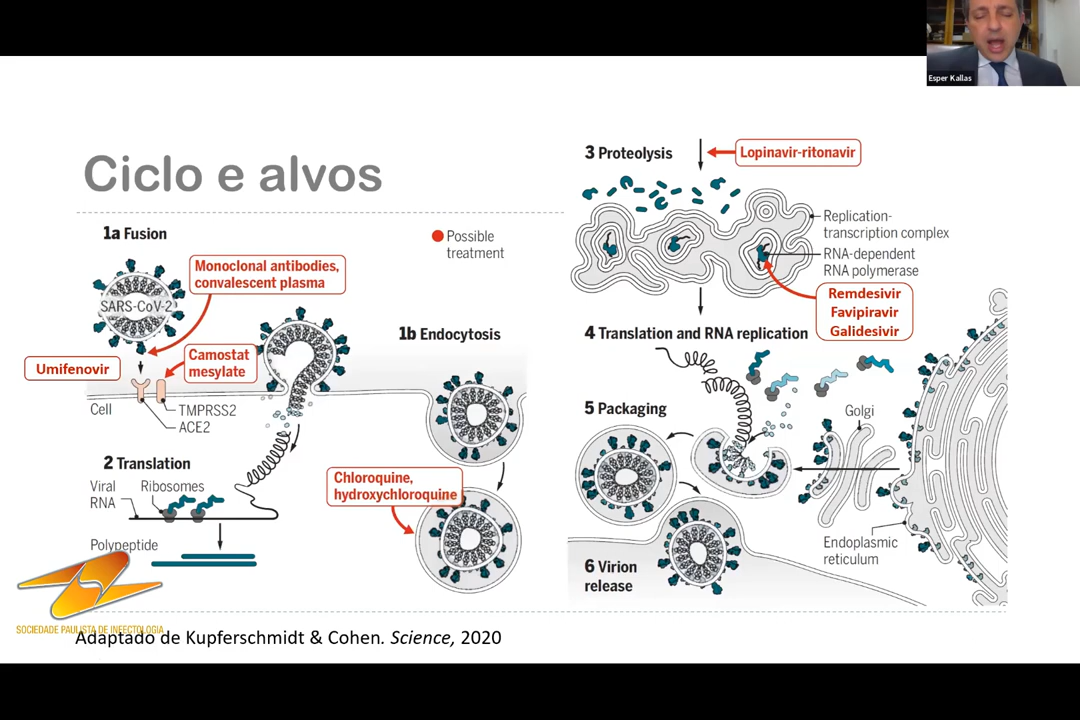 Esper Kallas
Ciclo e alvos
1a Fusion
Possible
treatment
Monoclonal antibodies,
convalescent plasma
SARS-CoV-2
Umifenovir
Camostat
mesylate
1b Endocytosis
Cell
TMPRSS2
ACE2
2 Translation
Viral
RNA
Ribosomes
Polypeptide
Chloroquine,
hydroxychloroquine
3 Proteolysis
Lopinavir-ritonavir
Replication-
transcription complex
RNA-dependent
RNA polymerase
Remdesivir
Favipiravir
Galidesivir
4 Translation and RNA replication
5 Packaging
Golgi
Endoplasmic
reticulum
6 Virion
release
SOCIEDADE PAULISTA DE INFECTOLOGIA
Adaptado de Kupferschmidt & Cohen. Science, 2020